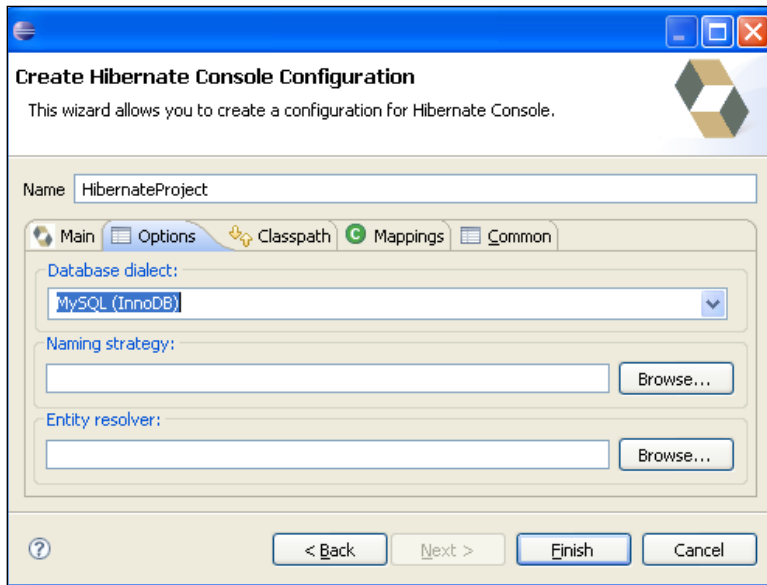 Create Hibernate Console Configuration
This wizard allows you to create a configuration for Hibernate Console.
Name HibernateProject
Main Options Classpath C Mappings Common
Database dialect:
MySQL (InnoDB)
Naming strategy:
Browse...
Entity resolver:
Browse...
? < Back Next > Finish Cancel